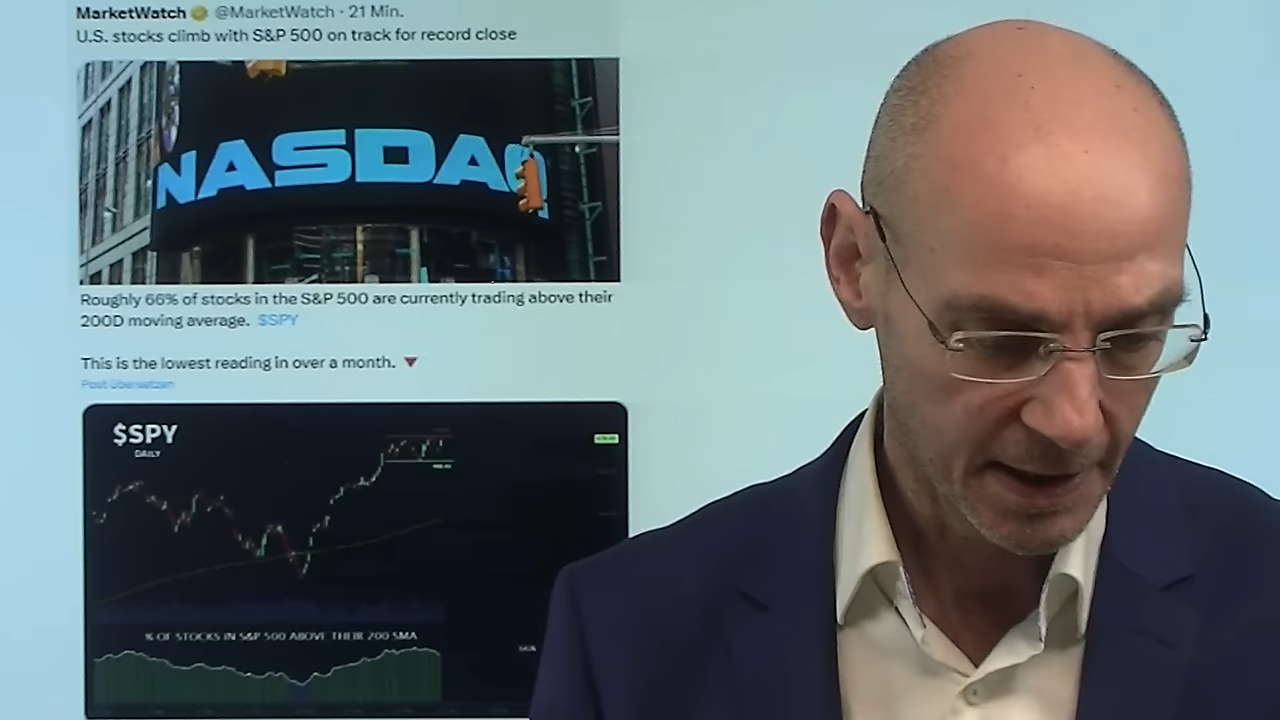 MarketWatch @MarketWatch · 21 Min.
U.S. stocks climb with S&P 500 on track for record close
NASDAQ
Roughly 66% of stocks in the S&P 500 are currently trading above their
200D moving average. $SPY
This is the lowest reading in over a month.
Post übersetzen
$SPY
DAILY
% OF STOCKS IN S&P 500 ABOVE THEIR 200 SMA
66%